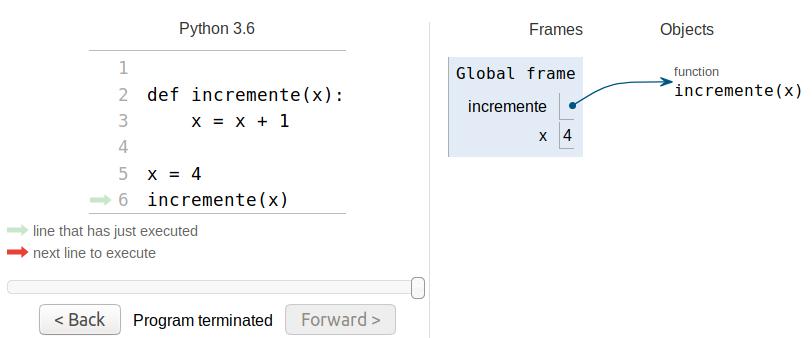 Python 3.6
1
2 def incremente(x):
3     x = x + 1
4
5 x = 4
6 incremente(x)
line that has just executed
next line to execute
< Back Program terminated Forward >
Frames Objects
Global frame
incremente
x 4
function
incremente(x)